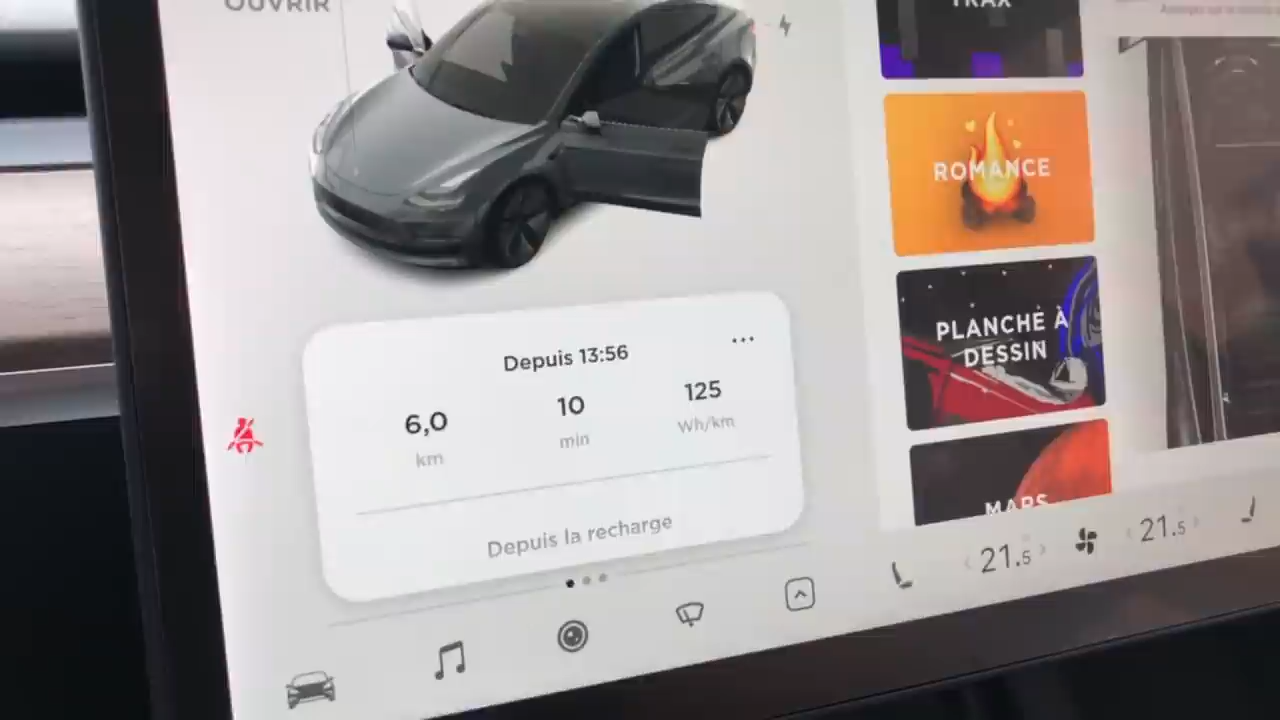 OUVRIR
Depuis 13:56
6,0
km
10
min
125
Wh/km
Depuis la recharge
TRAX
ROMANCE
PLANCHE À
DESSIN
MARS
21.5
21.5